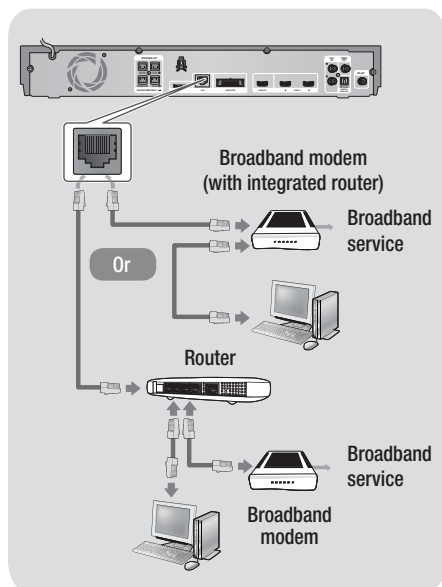 Broadband modem
(with integrated router)
Broadband
service
Or
Router
Broadband
service
Broadband
modem